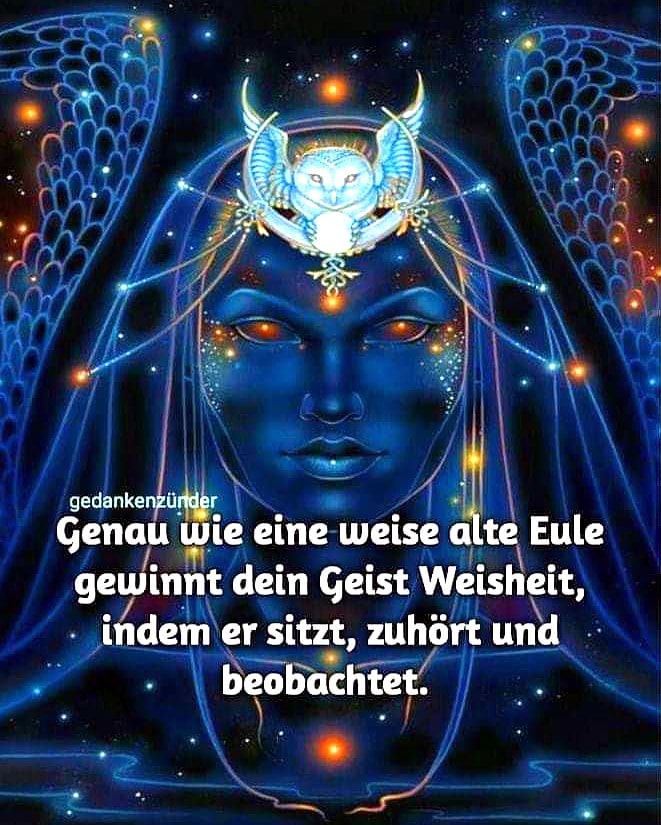 gedankenzünder
Genau wie eine weise alte Eule
gewinnt dein Geist Weisheit,
indem er sitzt, zuhört und
beobachtet.